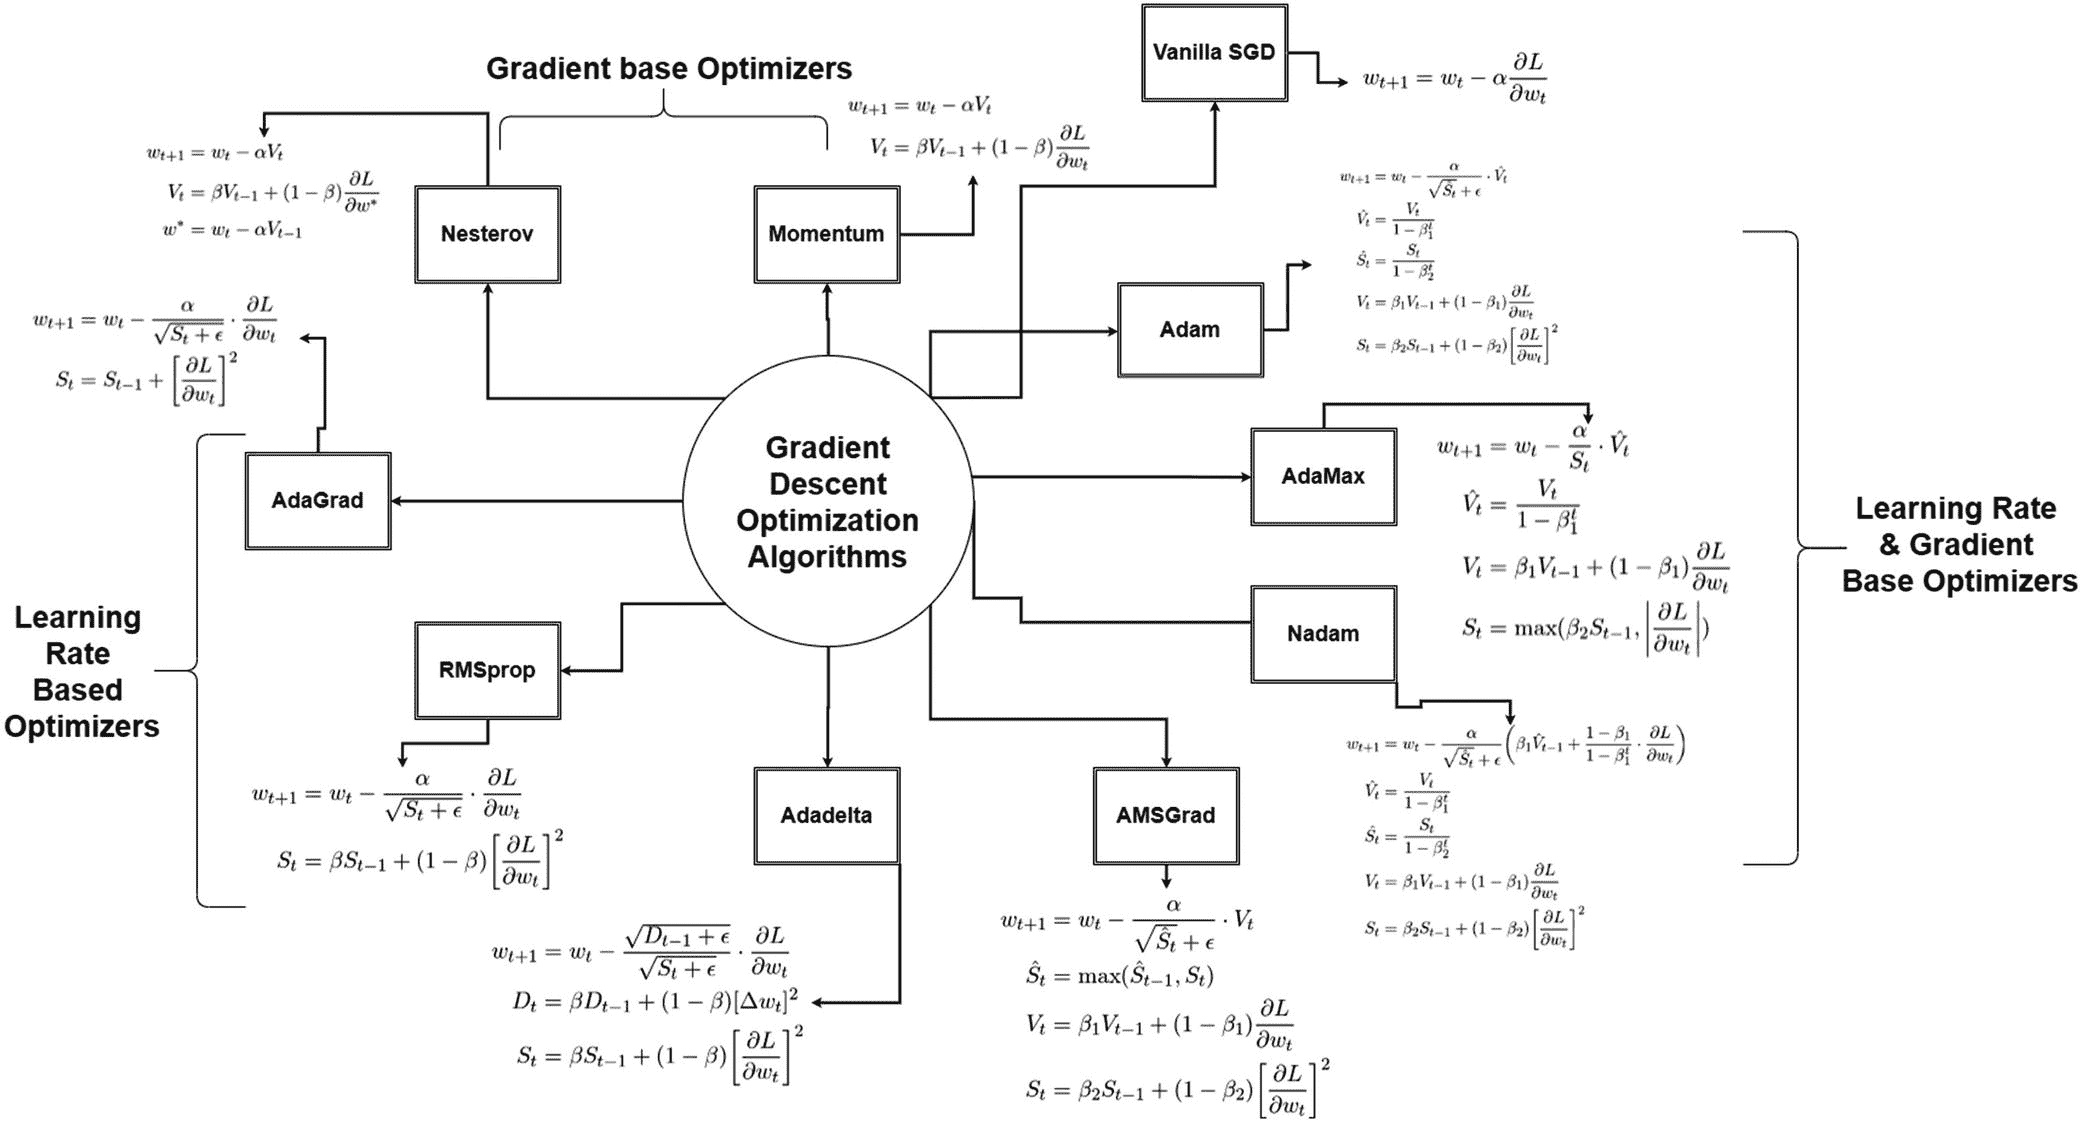 Gradient base Optimizers
Vanilla SGD
w_{t+1} = w_t − α ∂L/∂w_t
Nesterov
w_{t+1} = w_t − αV_t
V_t = βV_{t−1} + (1 − β) ∂L/∂w*
w* = w_t − αV_{t−1}
Momentum
w_{t+1} = w_t − αV_t
V_t = βV_{t−1} + (1 − β) ∂L/∂w_t
Adam
w_{t+1} = w_t − α/(√Ŝ_t + ϵ) · V̂_t
V̂_t = V_t/(1 − β_1^t)
Ŝ_t = S_t/(1 − β_2^t)
V_t = β_1V_{t−1} + (1 − β_1) ∂L/∂w_t
S_t = β_2S_{t−1} + (1 − β_2)[∂L/∂w_t]^2
AdaGrad
w_{t+1} = w_t − α/√(S_t + ϵ) · ∂L/∂w_t
S_t = S_{t−1} + [∂L/∂w_t]^2
Gradient
Descent
Optimization
Algorithms
AdaMax
w_{t+1} = w_t − α/S_t · V̂_t
V̂_t = V_t/(1 − β_1^t)
V_t = β_1V_{t−1} + (1 − β_1) ∂L/∂w_t
S_t = max(β_2S_{t−1}, |∂L/∂w_t|)
Learning Rate
& Gradient
Base Optimizers
Learning
Rate
Based
Optimizers
RMSprop
w_{t+1} = w_t − α/√(S_t + ϵ) · ∂L/∂w_t
S_t = βS_{t−1} + (1 − β)[∂L/∂w_t]^2
Nadam
w_{t+1} = w_t − α/(√Ŝ_t + ϵ) (β_1V̂_{t−1} + (1 − β_1)/(1 − β_1^t) · ∂L/∂w_t)
V̂_t = V_t/(1 − β_1^t)
Ŝ_t = S_t/(1 − β_2^t)
V_t = β_1V_{t−1} + (1 − β_1) ∂L/∂w_t
S_t = β_2S_{t−1} + (1 − β_2)[∂L/∂w_t]^2
Adadelta
w_{t+1} = w_t − √(D_{t−1} + ϵ)/√(S_t + ϵ) · ∂L/∂w_t
D_t = βD_{t−1} + (1 − β)[Δw_t]^2
S_t = βS_{t−1} + (1 − β)[∂L/∂w_t]^2
AMSGrad
w_{t+1} = w_t − α/(√Ŝ_t + ϵ) · V_t
Ŝ_t = max(Ŝ_{t−1}, S_t)
V_t = β_1V_{t−1} + (1 − β_1) ∂L/∂w_t
S_t = β_2S_{t−1} + (1 − β_2)[∂L/∂w_t]^2